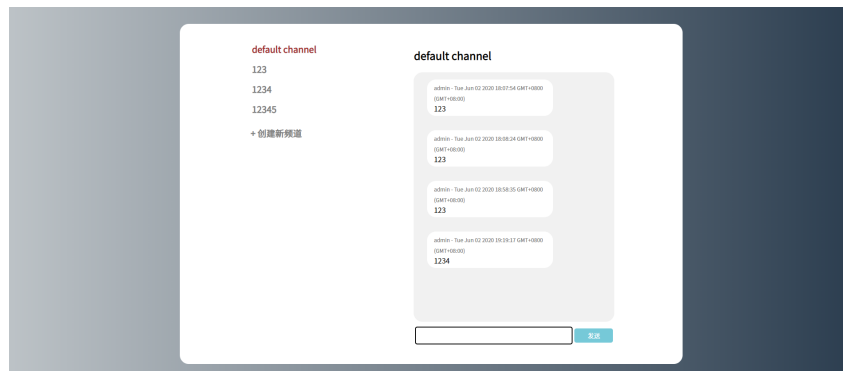 default channel
123
1234
12345
+ 创建新频道
default channel
admin - Tue Jun 02 2020 18:07:54 GMT+0800
(GMT+08:00)
123
admin - Tue Jun 02 2020 18:08:24 GMT+0800
(GMT+08:00)
123
admin - Tue Jun 02 2020 18:58:35 GMT+0800
(GMT+08:00)
123
admin - Tue Jun 02 2020 19:19:17 GMT+0800
(GMT+08:00)
1234
发送